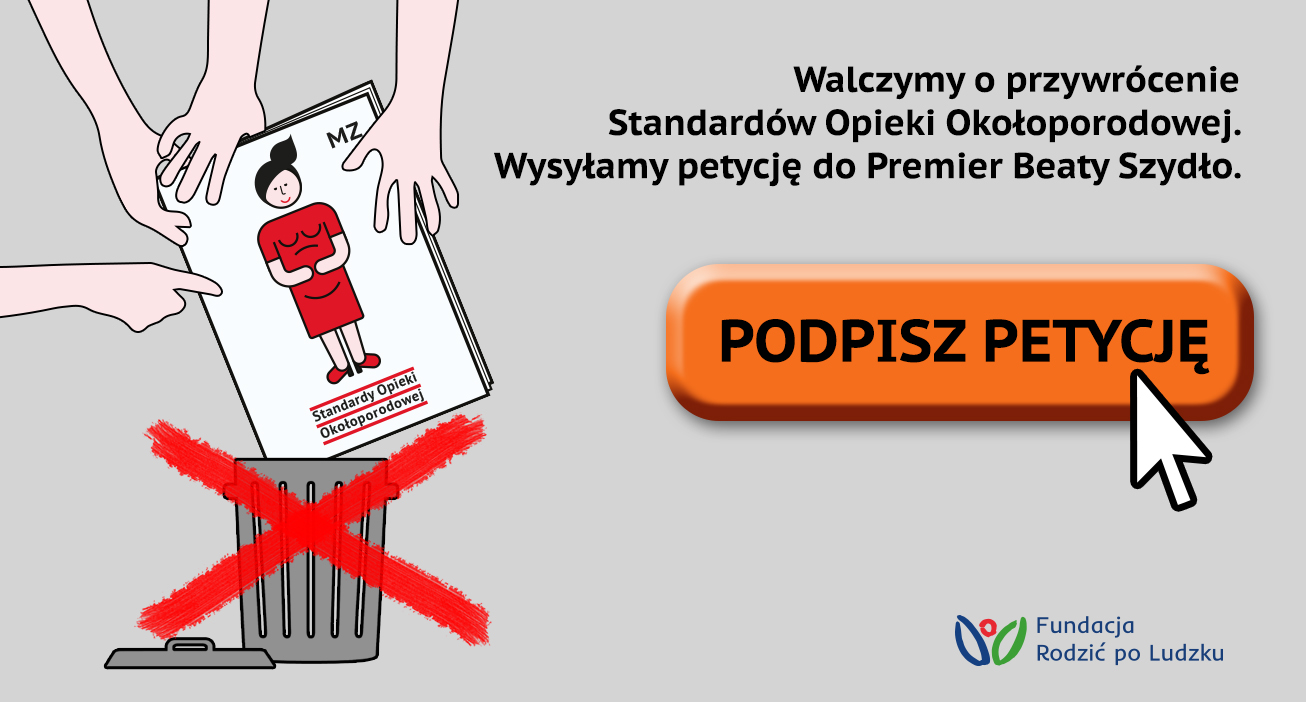 Walczymy o przywrócenie
Standardów Opieki Okołoporodowej.
Wysyłamy petycję do Premier Beaty Szydło.
MZ
Standardy Opieki
Okołoporodowej
PODPISZ PETYCJĘ
Fundacja
Rodzić po Ludzku